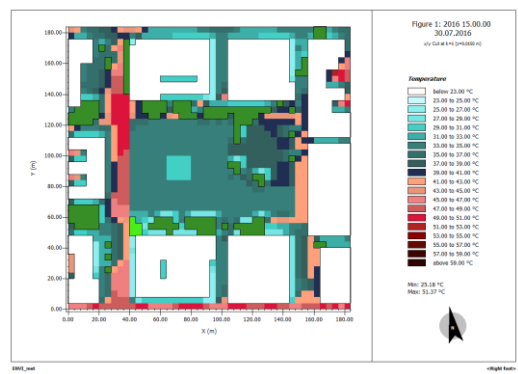 Figure 1: 2016 15.00.00
30.07.2016
x/y Cut at k=4 (z=0.9000 m)
Temperature
below 23.00 °C
23.00 to 25.00 °C
25.00 to 27.00 °C
27.00 to 29.00 °C
29.00 to 31.00 °C
31.00 to 33.00 °C
33.00 to 35.00 °C
35.00 to 37.00 °C
37.00 to 39.00 °C
39.00 to 41.00 °C
41.00 to 43.00 °C
43.00 to 45.00 °C
45.00 to 47.00 °C
47.00 to 49.00 °C
49.00 to 51.00 °C
51.00 to 53.00 °C
53.00 to 55.00 °C
55.00 to 57.00 °C
57.00 to 59.00 °C
above 59.00 °C
Min: 25.18 °C
Max: 51.37 °C
N
180.00
160.00
140.00
120.00
100.00
80.00
60.00
40.00
20.00
0.00
Y (m)
0.00 20.00 40.00 60.00 80.00 100.00 120.00 140.00 160.00 180.00
X (m)
ENVI_met
<Right foot>